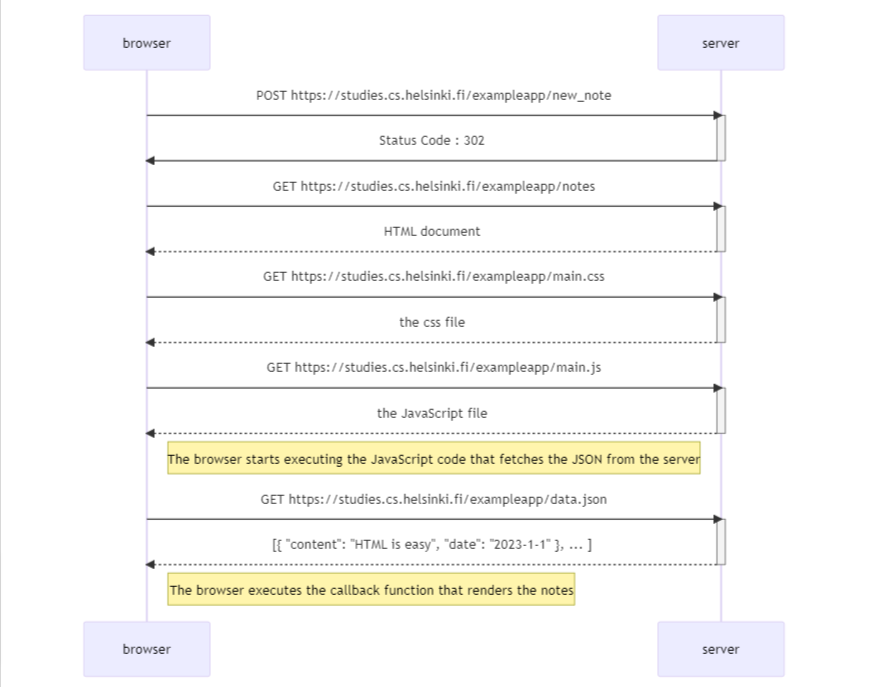 browser
server
POST https://studies.cs.helsinki.fi/exampleapp/new_note
Status Code : 302
GET https://studies.cs.helsinki.fi/exampleapp/notes
HTML document
GET https://studies.cs.helsinki.fi/exampleapp/main.css
the css file
GET https://studies.cs.helsinki.fi/exampleapp/main.js
the JavaScript file
The browser starts executing the JavaScript code that fetches the JSON from the server
GET https://studies.cs.helsinki.fi/exampleapp/data.json
[{ "content": "HTML is easy", "date": "2023-1-1" }, ... ]
The browser executes the callback function that renders the notes
browser
server